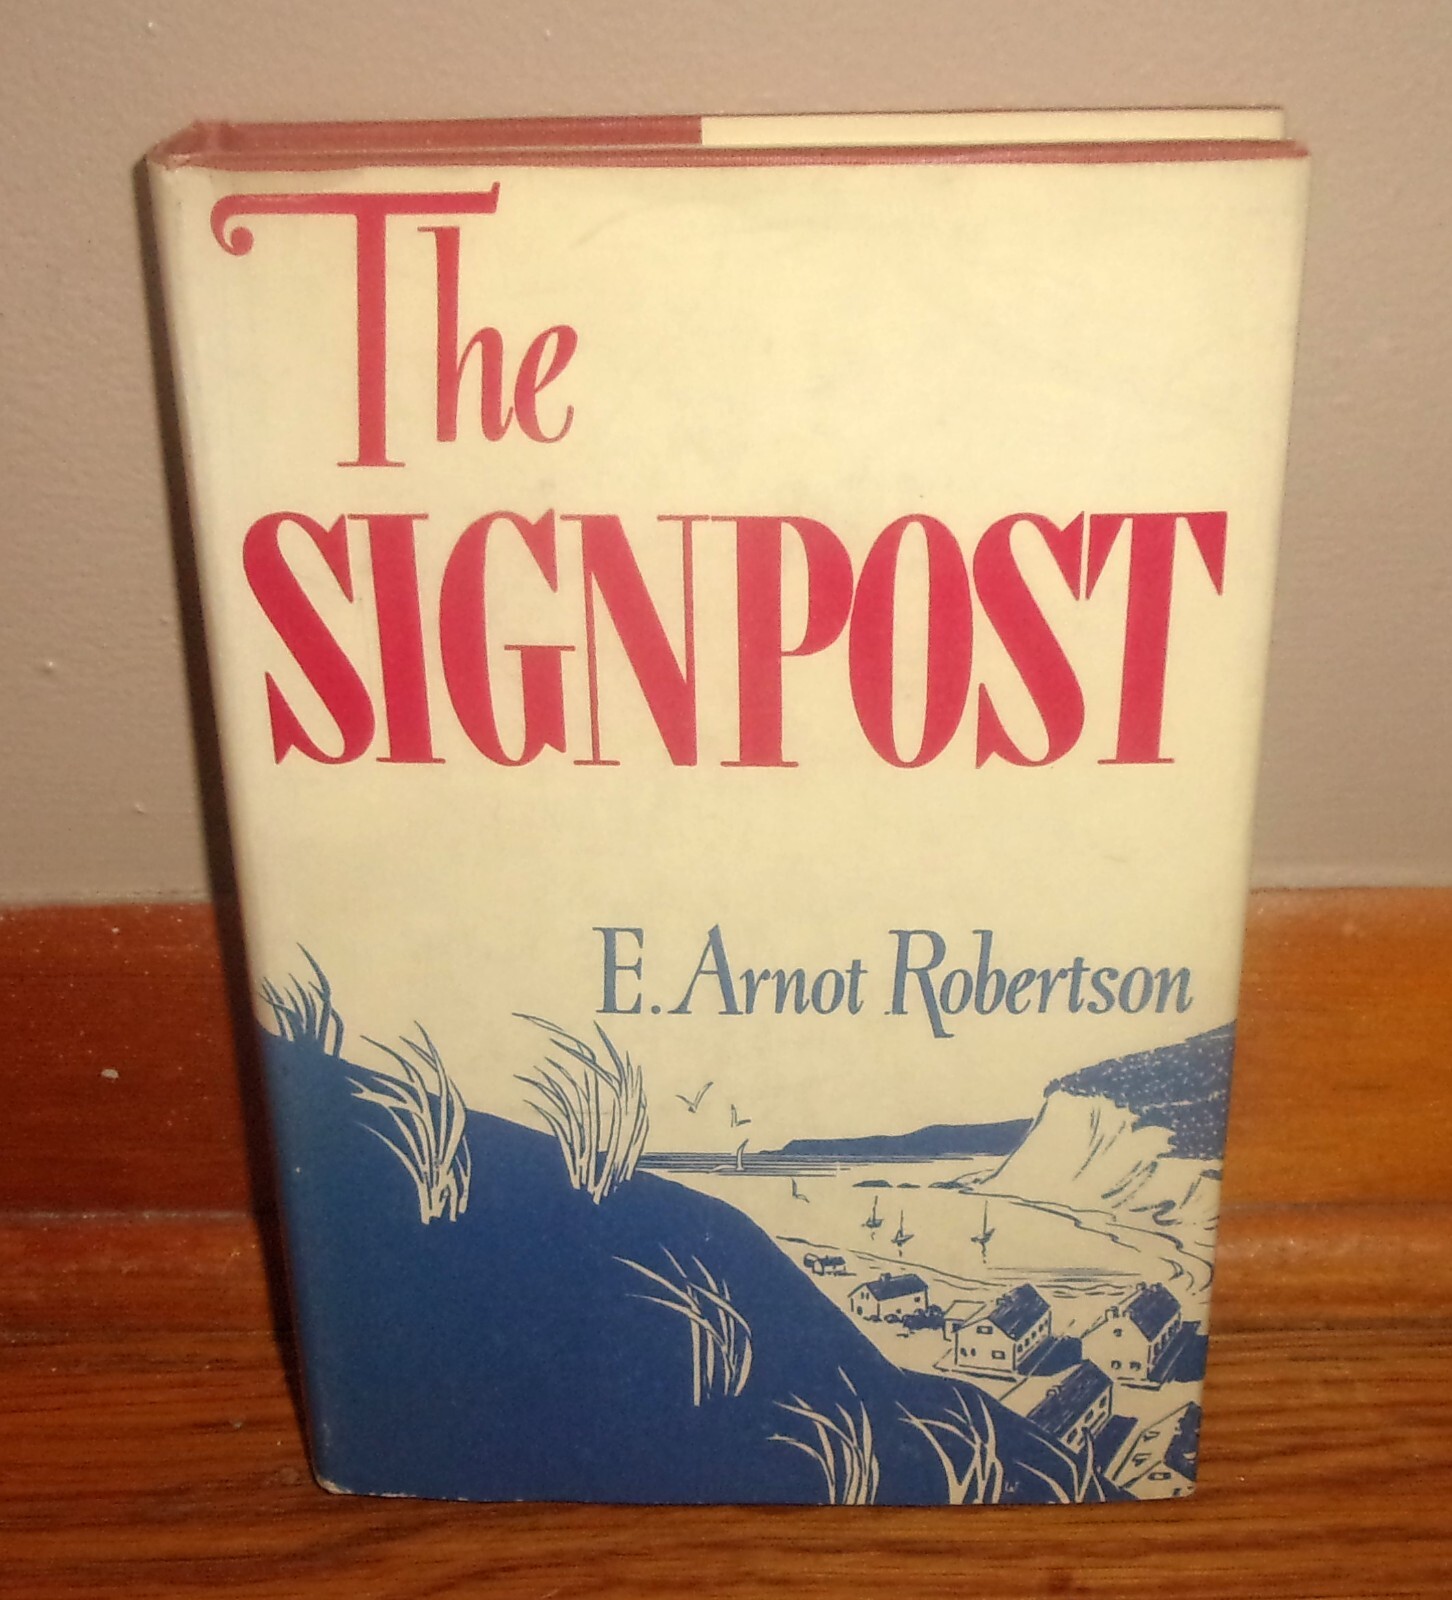 The
SIGNPOST
E. Arnot Robertson